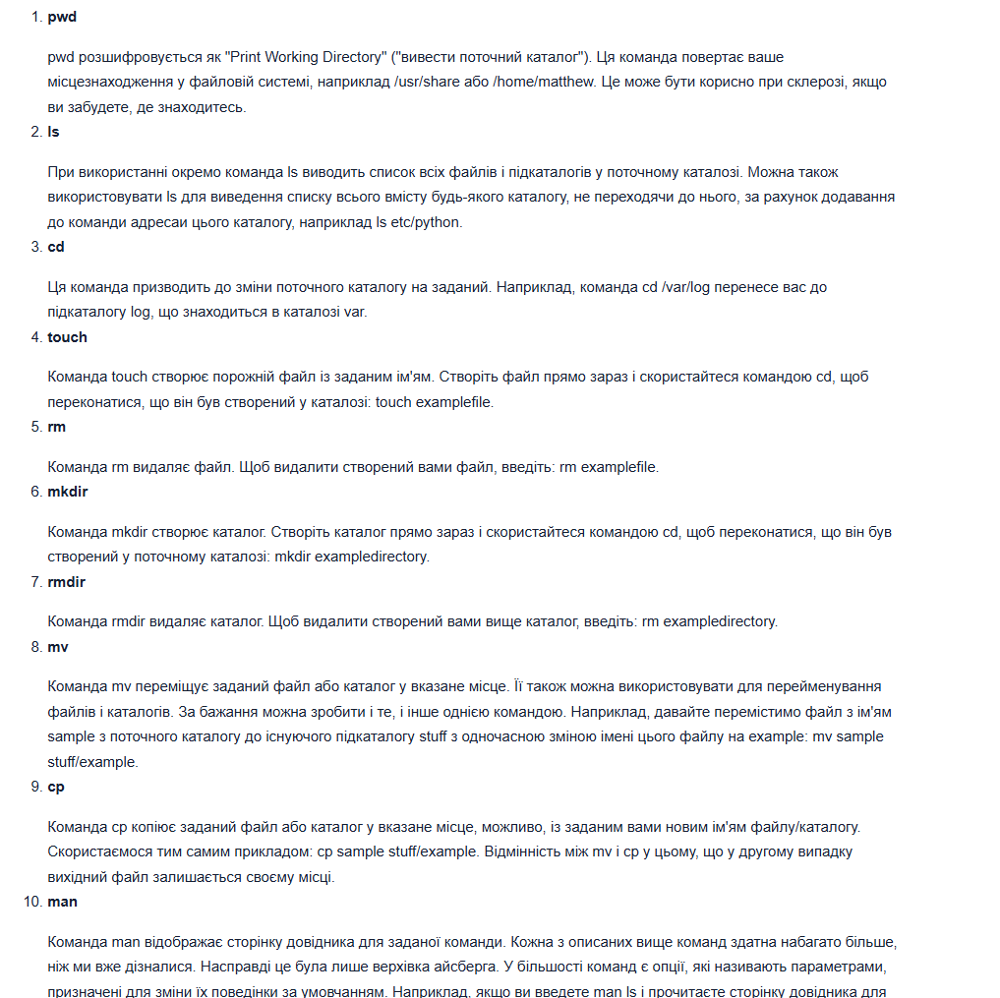 1. pwd
pwd розшифровується як "Print Working Directory" ("вивести поточний каталог"). Ця команда повертає ваше
місцезнаходження у файловій системі, наприклад /usr/share або /home/matthew. Це може бути корисно при склерозі, якщо
ви забудете, де знаходитесь.
2. ls
При використанні окремо команда ls виводить список всіх файлів і підкаталогів у поточному каталозі. Можна також
використовувати ls для виведення списку всього вмісту будь-якого каталогу, не переходячи до нього, за рахунок додавання
до команди адресаи цього каталогу, наприклад ls etc/python.
3. cd
Ця команда призводить до зміни поточного каталогу на заданий. Наприклад, команда cd /var/log перенесе вас до
підкаталогу log, що знаходиться в каталозі var.
4. touch
Команда touch створює порожній файл із заданим ім'ям. Створіть файл прямо зараз і скористайтеся командою cd, щоб
переконатися, що він був створений у каталозі: touch examplefile.
5. rm
Команда rm видаляє файл. Щоб видалити створений вами файл, введіть: rm examplefile.
6. mkdir
Команда mkdir створює каталог. Створіть каталог прямо зараз і скористайтеся командою cd, щоб переконатися, що він був
створений у поточному каталозі: mkdir exampledirectory.
7. rmdir
Команда rmdir видаляє каталог. Щоб видалити створений вами вище каталог, введіть: rm exampledirectory.
8. mv
Команда mv переміщує заданий файл або каталог у вказане місце. Її також можна використовувати для перейменування
файлів і каталогів. За бажання можна зробити і те, і інше однією командою. Наприклад, давайте перемістимо файл з ім'ям
sample з поточного каталогу до існуючого підкаталогу stuff з одночасною зміною імені цього файлу на example: mv sample
stuff/example.
9. cp
Команда cp копіює заданий файл або каталог у вказане місце, можливо, із заданим вами новим ім'ям файлу/каталогу.
Скористаємося тим самим прикладом: cp sample stuff/example. Відмінність між mv і cp у цьому, що у другому випадку
вихідний файл залишається своєму місці.
10. man
Команда man відображає сторінку довідника для заданої команди. Кожна з описаних вище команд здатна набагато більше,
ніж ми вже дізналися. Насправді це була лише верхівка айсберга. У більшості команд є опції, які називають параметрами,
призначені для зміни їх поведінки за умовчанням. Наприклад, якщо ви введете man ls і прочитаєте сторінку довідника для